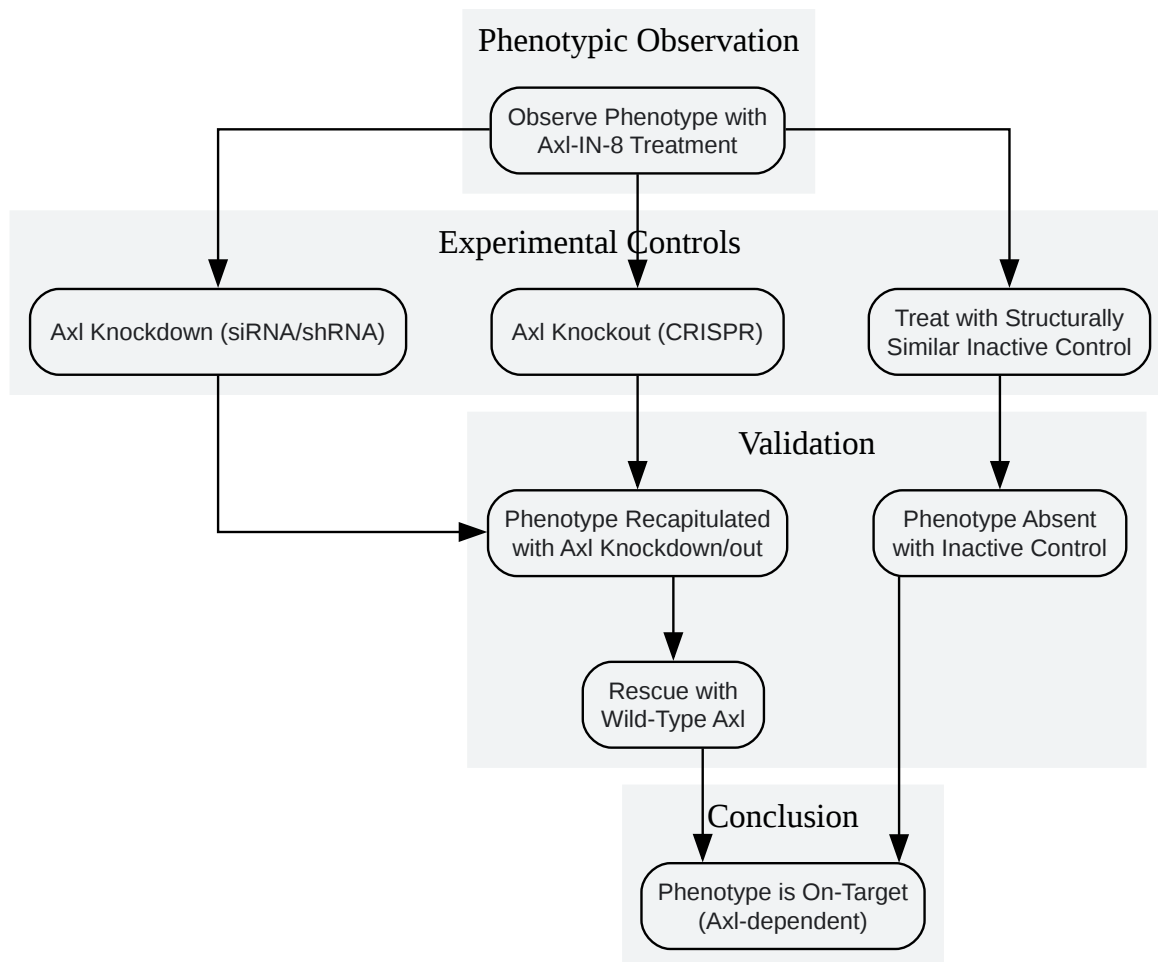 Phenotypic Observation
Observe Phenotype with
Axl-IN-8 Treatment
Experimental Controls
Axl Knockdown (siRNA/shRNA)
Axl Knockout (CRISPR)
Treat with Structurally
Similar Inactive Control
Validation
Phenotype Recapitulated
with Axl Knockdown/out
Phenotype Absent
with Inactive Control
Rescue with
Wild-Type Axl
Conclusion
Phenotype is On-Target
(Axl-dependent)